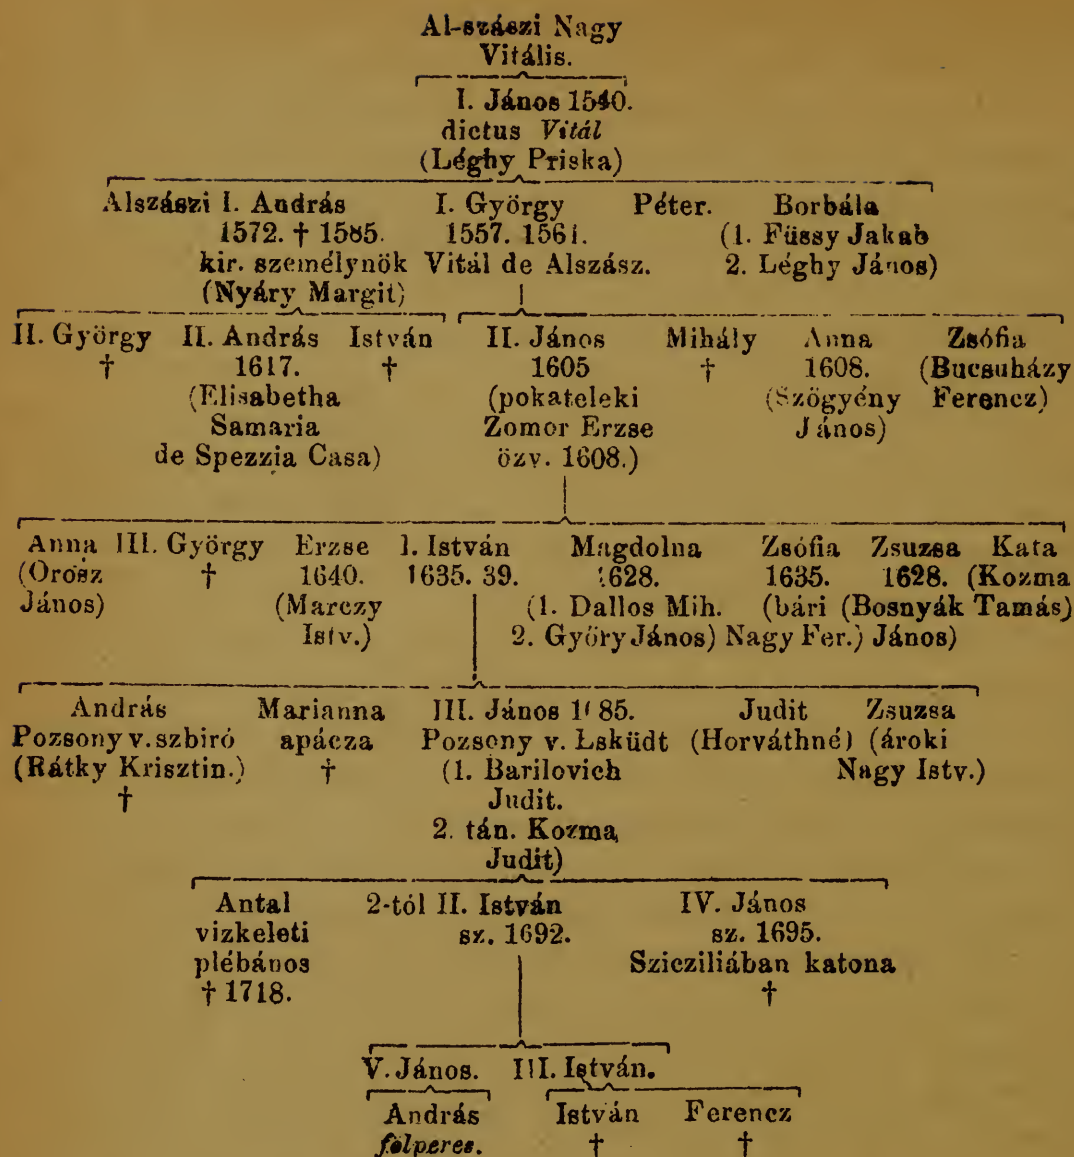 Al-szászi Nagy
Vitális.
I. János 1540.
dictus Vitál
(Léghy Priska)
Alszászi I. András I. György Péter. Borbála
1572. † 1585. 1557. 1561. (1. Füssy Jakab
kir. személynök Vitál de Alszász. 2. Léghy János)
(Nyáry Margit)
II. György II. András István II. János Mihály Anna Zsófia
† 1617. † 1605 † 1608. (Bucsuházy
(Elisabetha (pokateleki (Szögyény Ferencz)
Samaria Zomor Erzse János)
de Spezzia Casa) özv. 1608.)
Anna III. György Erzse I. István Magdolna Zsófia Zsuzsa Kata
(Orosz † 1640. 1635. 39. 1628. 1635. 1628. (Kozma
János) (Marczy (1. Dallos Mih. (bári (Bosnyák Tamás)
Istv.) 2. Győry János) Nagy Fer.) János)
András Marianna III. János 1685. Judit Zsuzsa
Pozsony v. szbiró apácza Pozsony v. Lsküdt (Horváthné) (ároki
(Rátky Krisztin.) † (1. Barilovich Nagy Istv.)
† Judit.
2. tán. Kozma
Judit)
Antal 2-tól II. István IV. János
vizkeleti sz. 1692. sz. 1695.
plébános Szicziliában katona
† 1718. †
V. János. III. István.
András István Ferencz
fölperes. † †